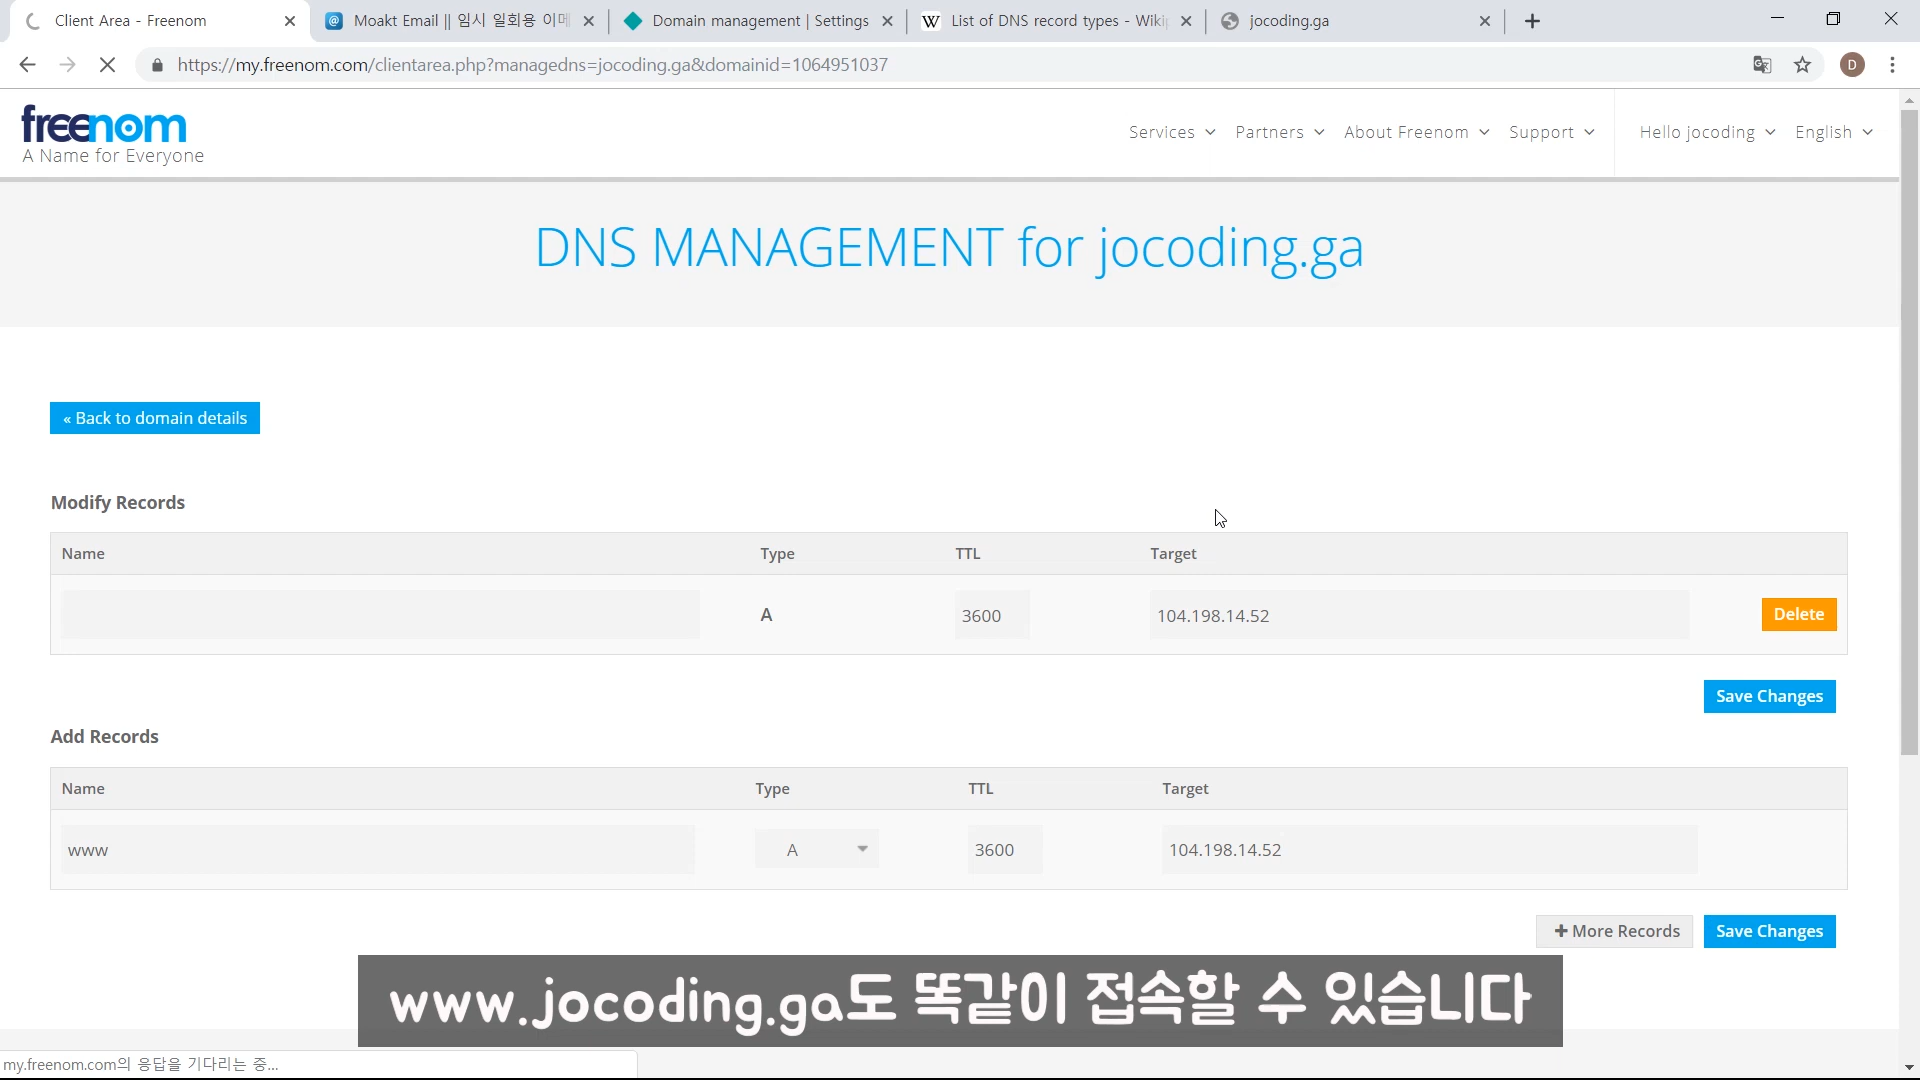 Client Area - Freenom
Moakt Email || 임시 일회용 이메
Domain management | Settings
List of DNS record types - Wiki
jocoding.ga
https://my.freenom.com/clientarea.php?managedns=jocoding.ga&domainid=1064951037
D
freenom
A Name for Everyone
Services
Partners
About Freenom
Support
Hello jocoding
English
DNS MANAGEMENT for jocoding.ga
« Back to domain details
Modify Records
Name Type TTL Target
A 3600 104.198.14.52 Delete
Save Changes
Add Records
Name Type TTL Target
www A 3600 104.198.14.52
+ More Records Save Changes
www.jocoding.ga도 똑같이 접속할 수 있습니다
my.freenom.com의 응답을 기다리는 중...